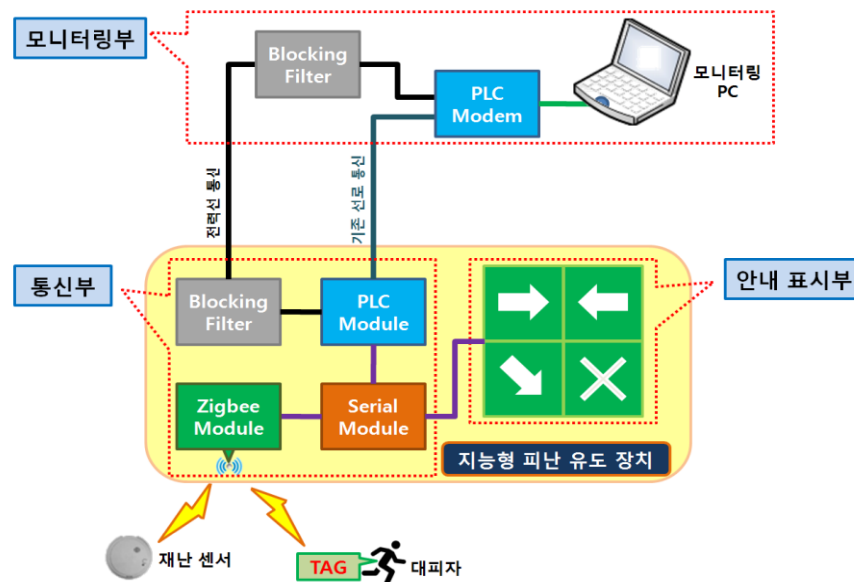 모니터링부
Blocking
Filter
PLC
Modem
모니터링
PC
전력선 통신
기존 선로 통신
통신부
Blocking
Filter
PLC
Module
안내 표시부
Zigbee
Module
Serial
Module
지능형 피난 유도 장치
재난 센서
TAG
대피자